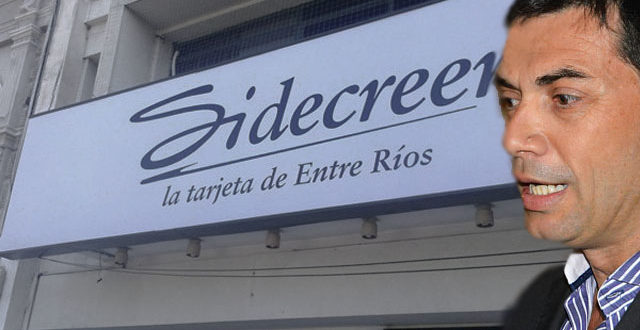 Sidecreer
la tarjeta de Entre Ríos